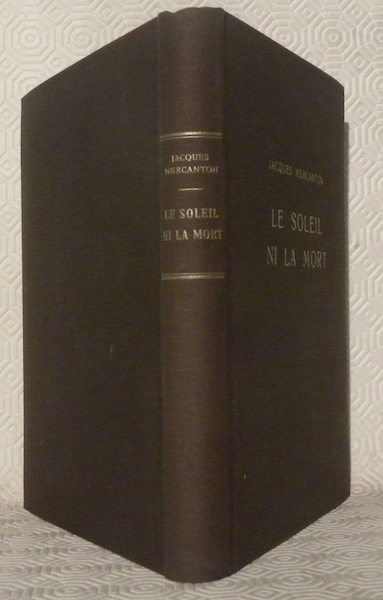 JACQUES
MERCANTON
LE SOLEIL
NI LA MORT
JACQUES MERCANTON
LE SOLEIL
NI LA MORT